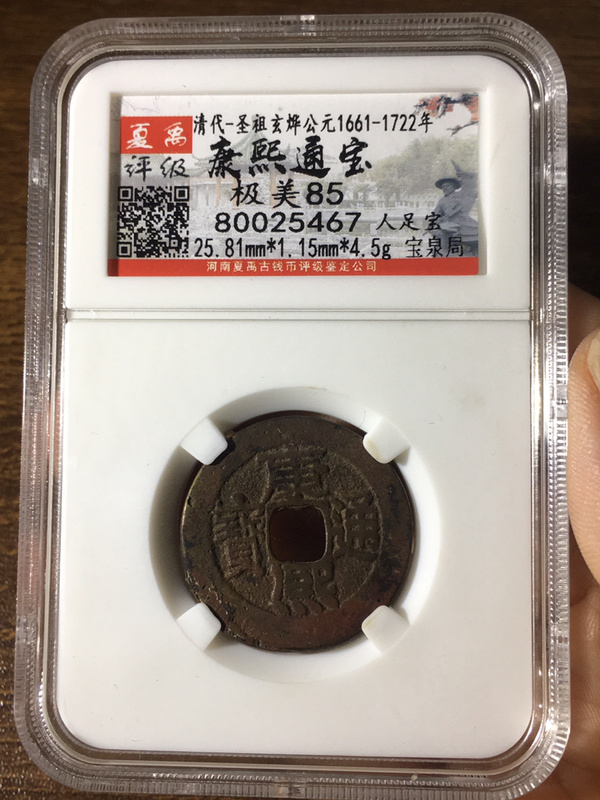 夏禹
评级
清代-圣祖玄烨公元1661-1722年
康熙通宝
极美85
80025467 人足宝
25.81mm*1.15mm*4.5g 宝泉局
河南夏禹古钱币评级鉴定公司
康熙通寳